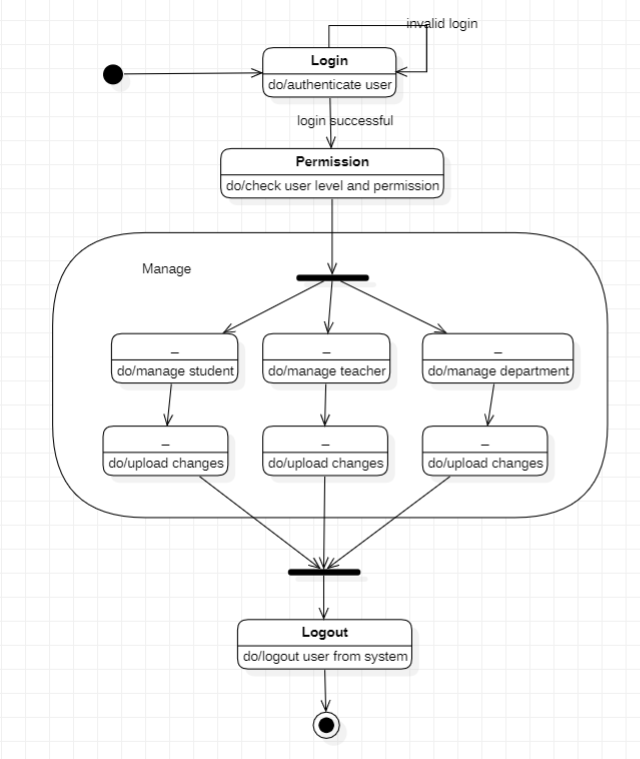 invalid login
Login
do/authenticate user
login successful
Permission
do/check user level and permission
Manage
–
–
–
do/manage student
do/manage teacher
do/manage department
–
–
–
do/upload changes
do/upload changes
do/upload changes
Logout
do/logout user from system